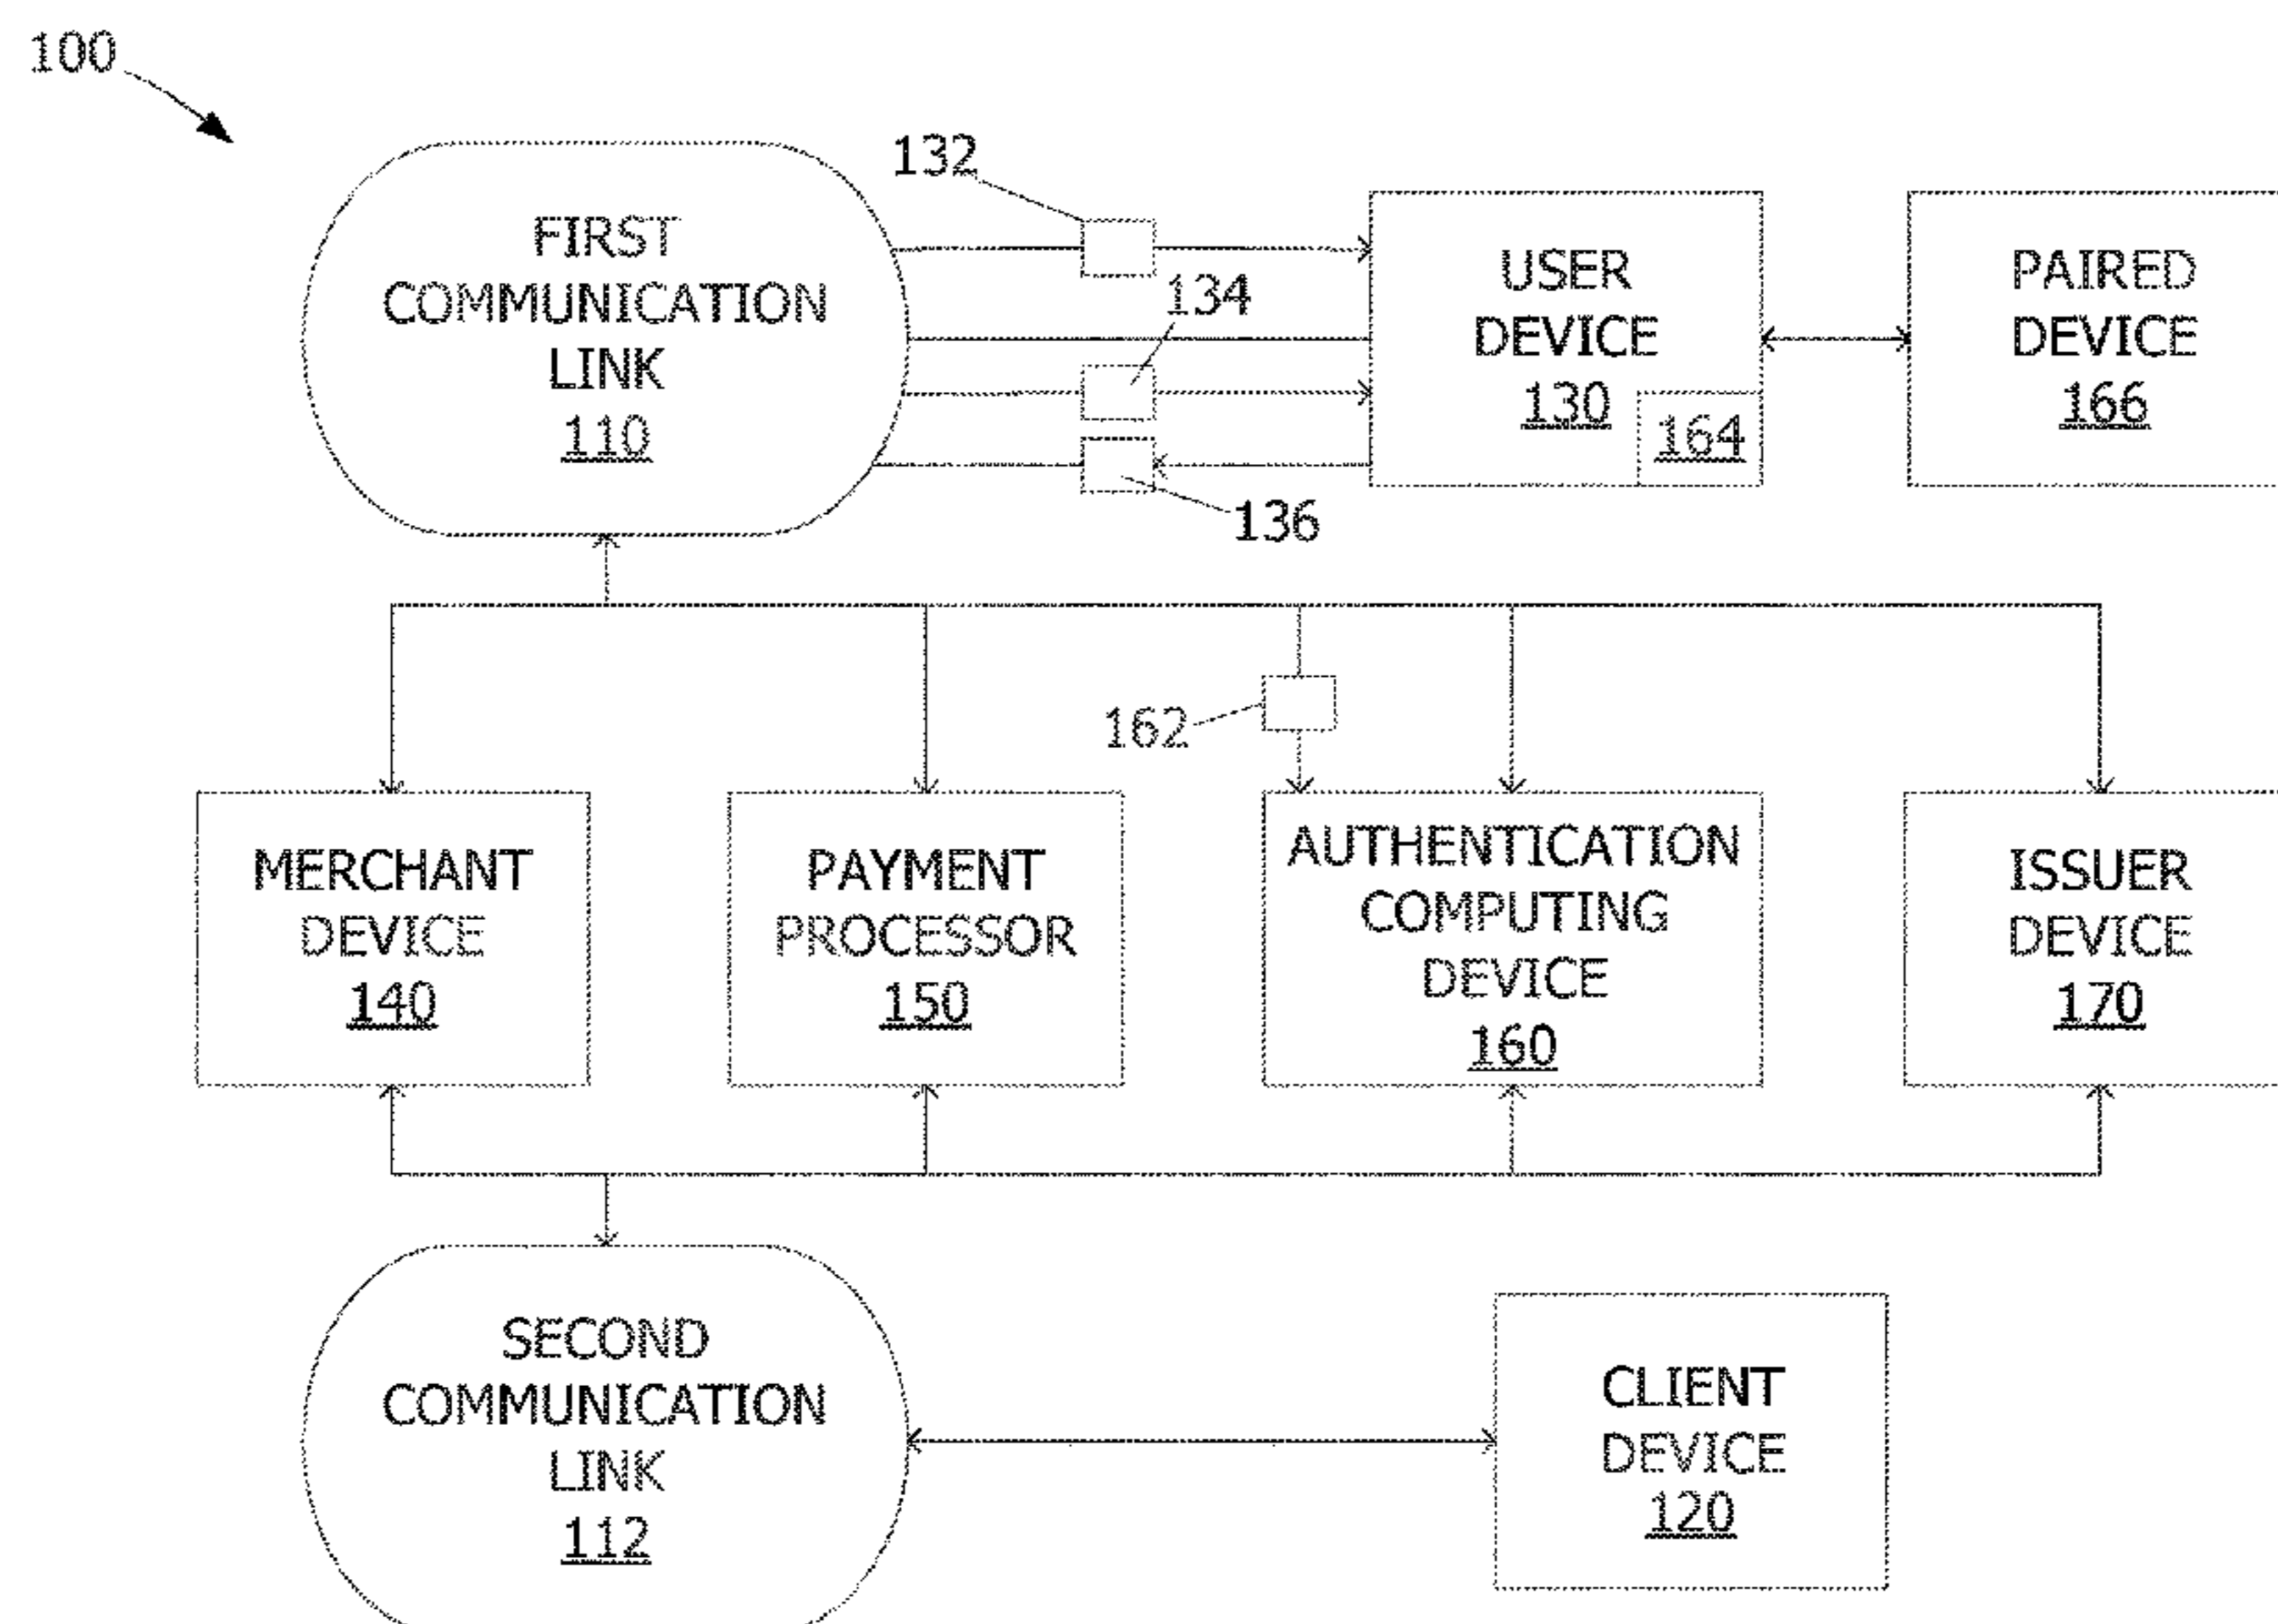 100
132
FIRST
COMMUNICATION
LINK
110
134
136
USER
DEVICE
130
164
PAIRED
DEVICE
166
162
MERCHANT
DEVICE
140
PAYMENT
PROCESSOR
150
AUTHENTICATION
COMPUTING
DEVICE
160
ISSUER
DEVICE
170
SECOND
COMMUNICATION
LINK
112
CLIENT
DEVICE
120